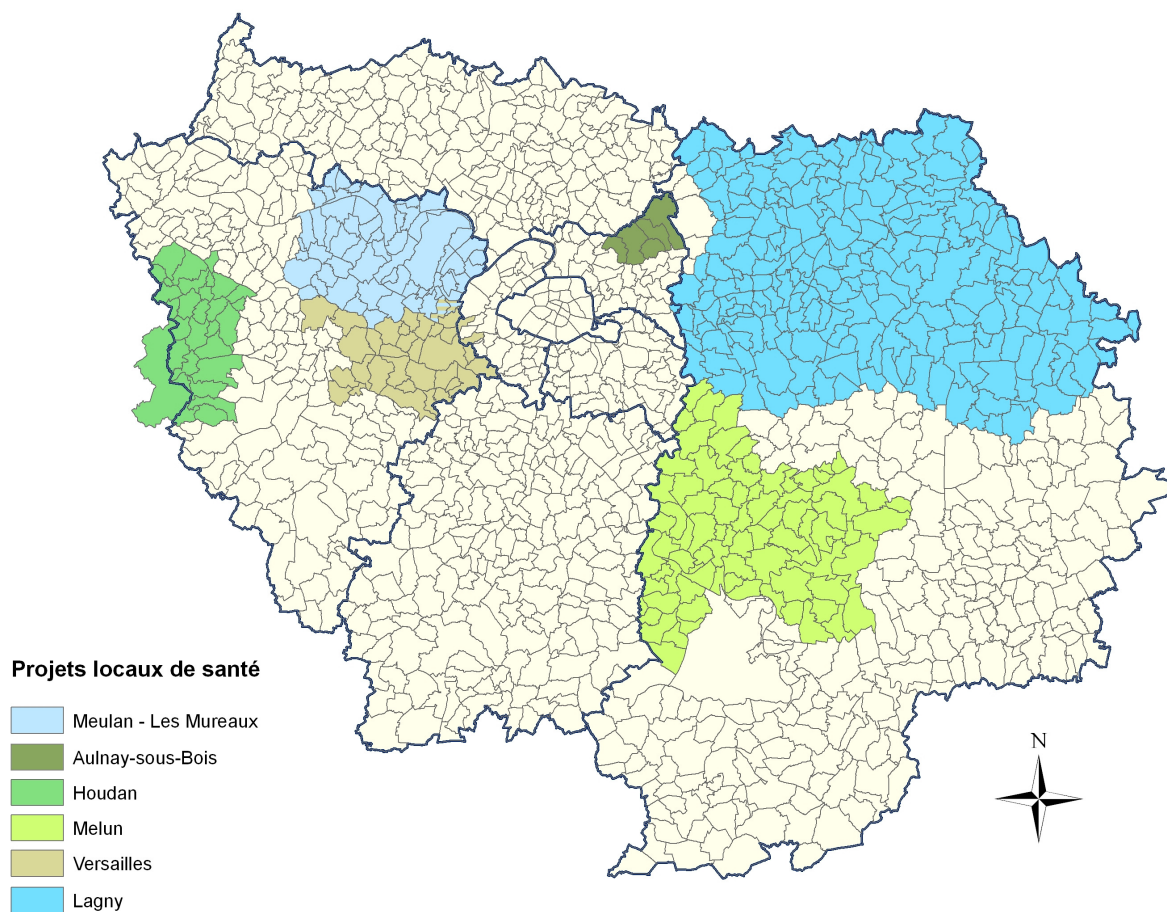 Projets locaux de santé
Meulan - Les Mureaux
Aulnay-sous-Bois
Houdan
Melun
Versailles
Lagny
N